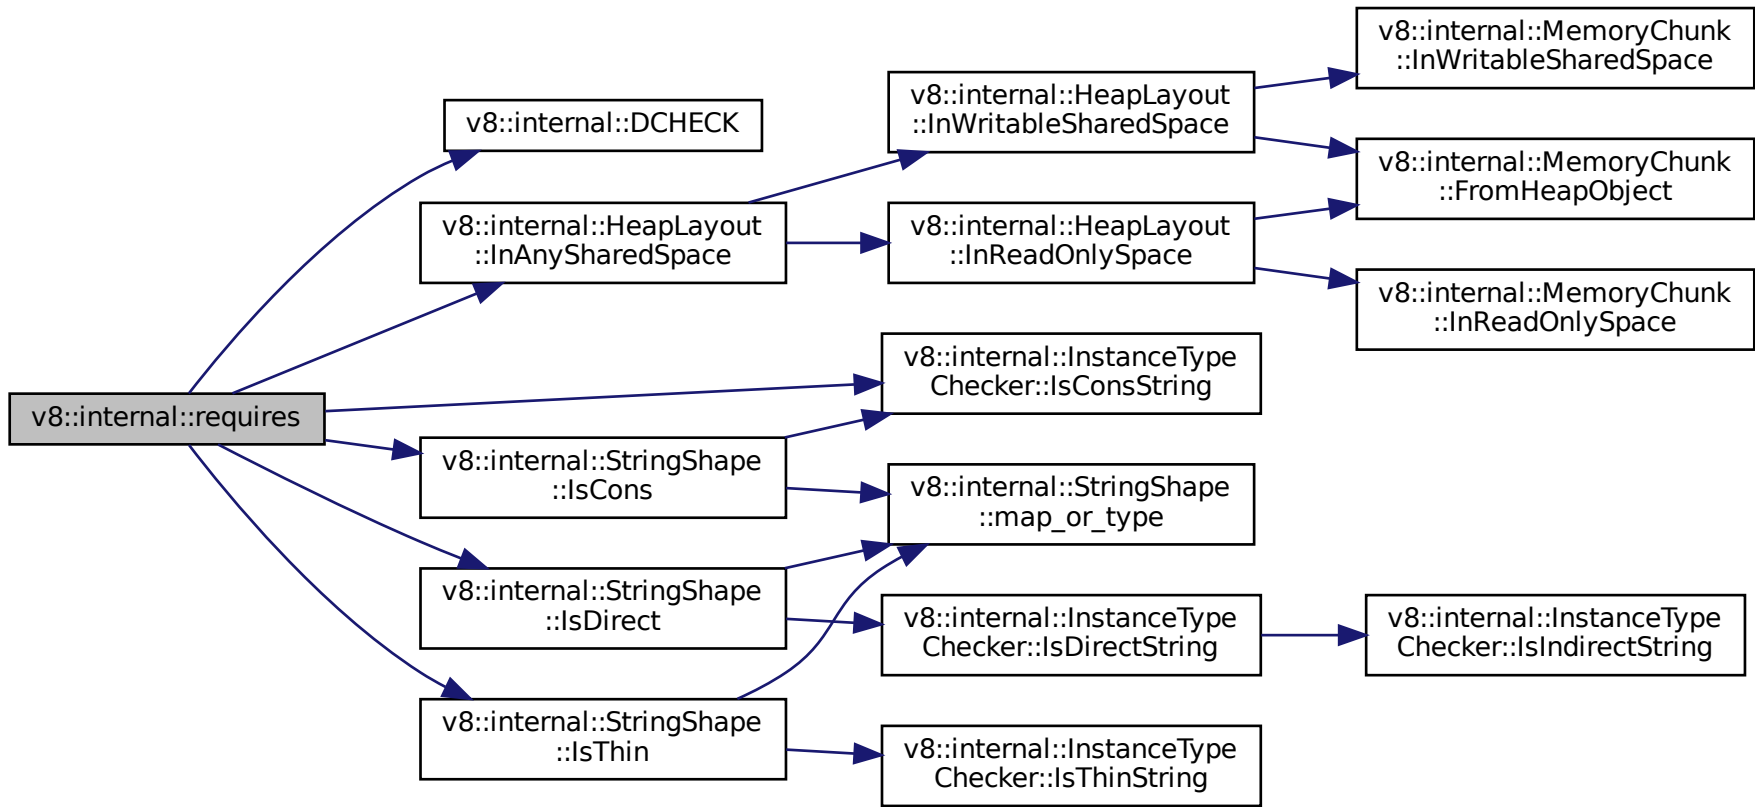 v8::internal::requires
v8::internal::DCHECK
v8::internal::HeapLayout
::InAnySharedSpace
v8::internal::HeapLayout
::InWritableSharedSpace
v8::internal::MemoryChunk
::InWritableSharedSpace
v8::internal::MemoryChunk
::FromHeapObject
v8::internal::HeapLayout
::InReadOnlySpace
v8::internal::MemoryChunk
::InReadOnlySpace
v8::internal::InstanceType
Checker::IsConsString
v8::internal::StringShape
::IsCons
v8::internal::StringShape
::map_or_type
v8::internal::StringShape
::IsDirect
v8::internal::InstanceType
Checker::IsDirectString
v8::internal::InstanceType
Checker::IsIndirectString
v8::internal::StringShape
::IsThin
v8::internal::InstanceType
Checker::IsThinString